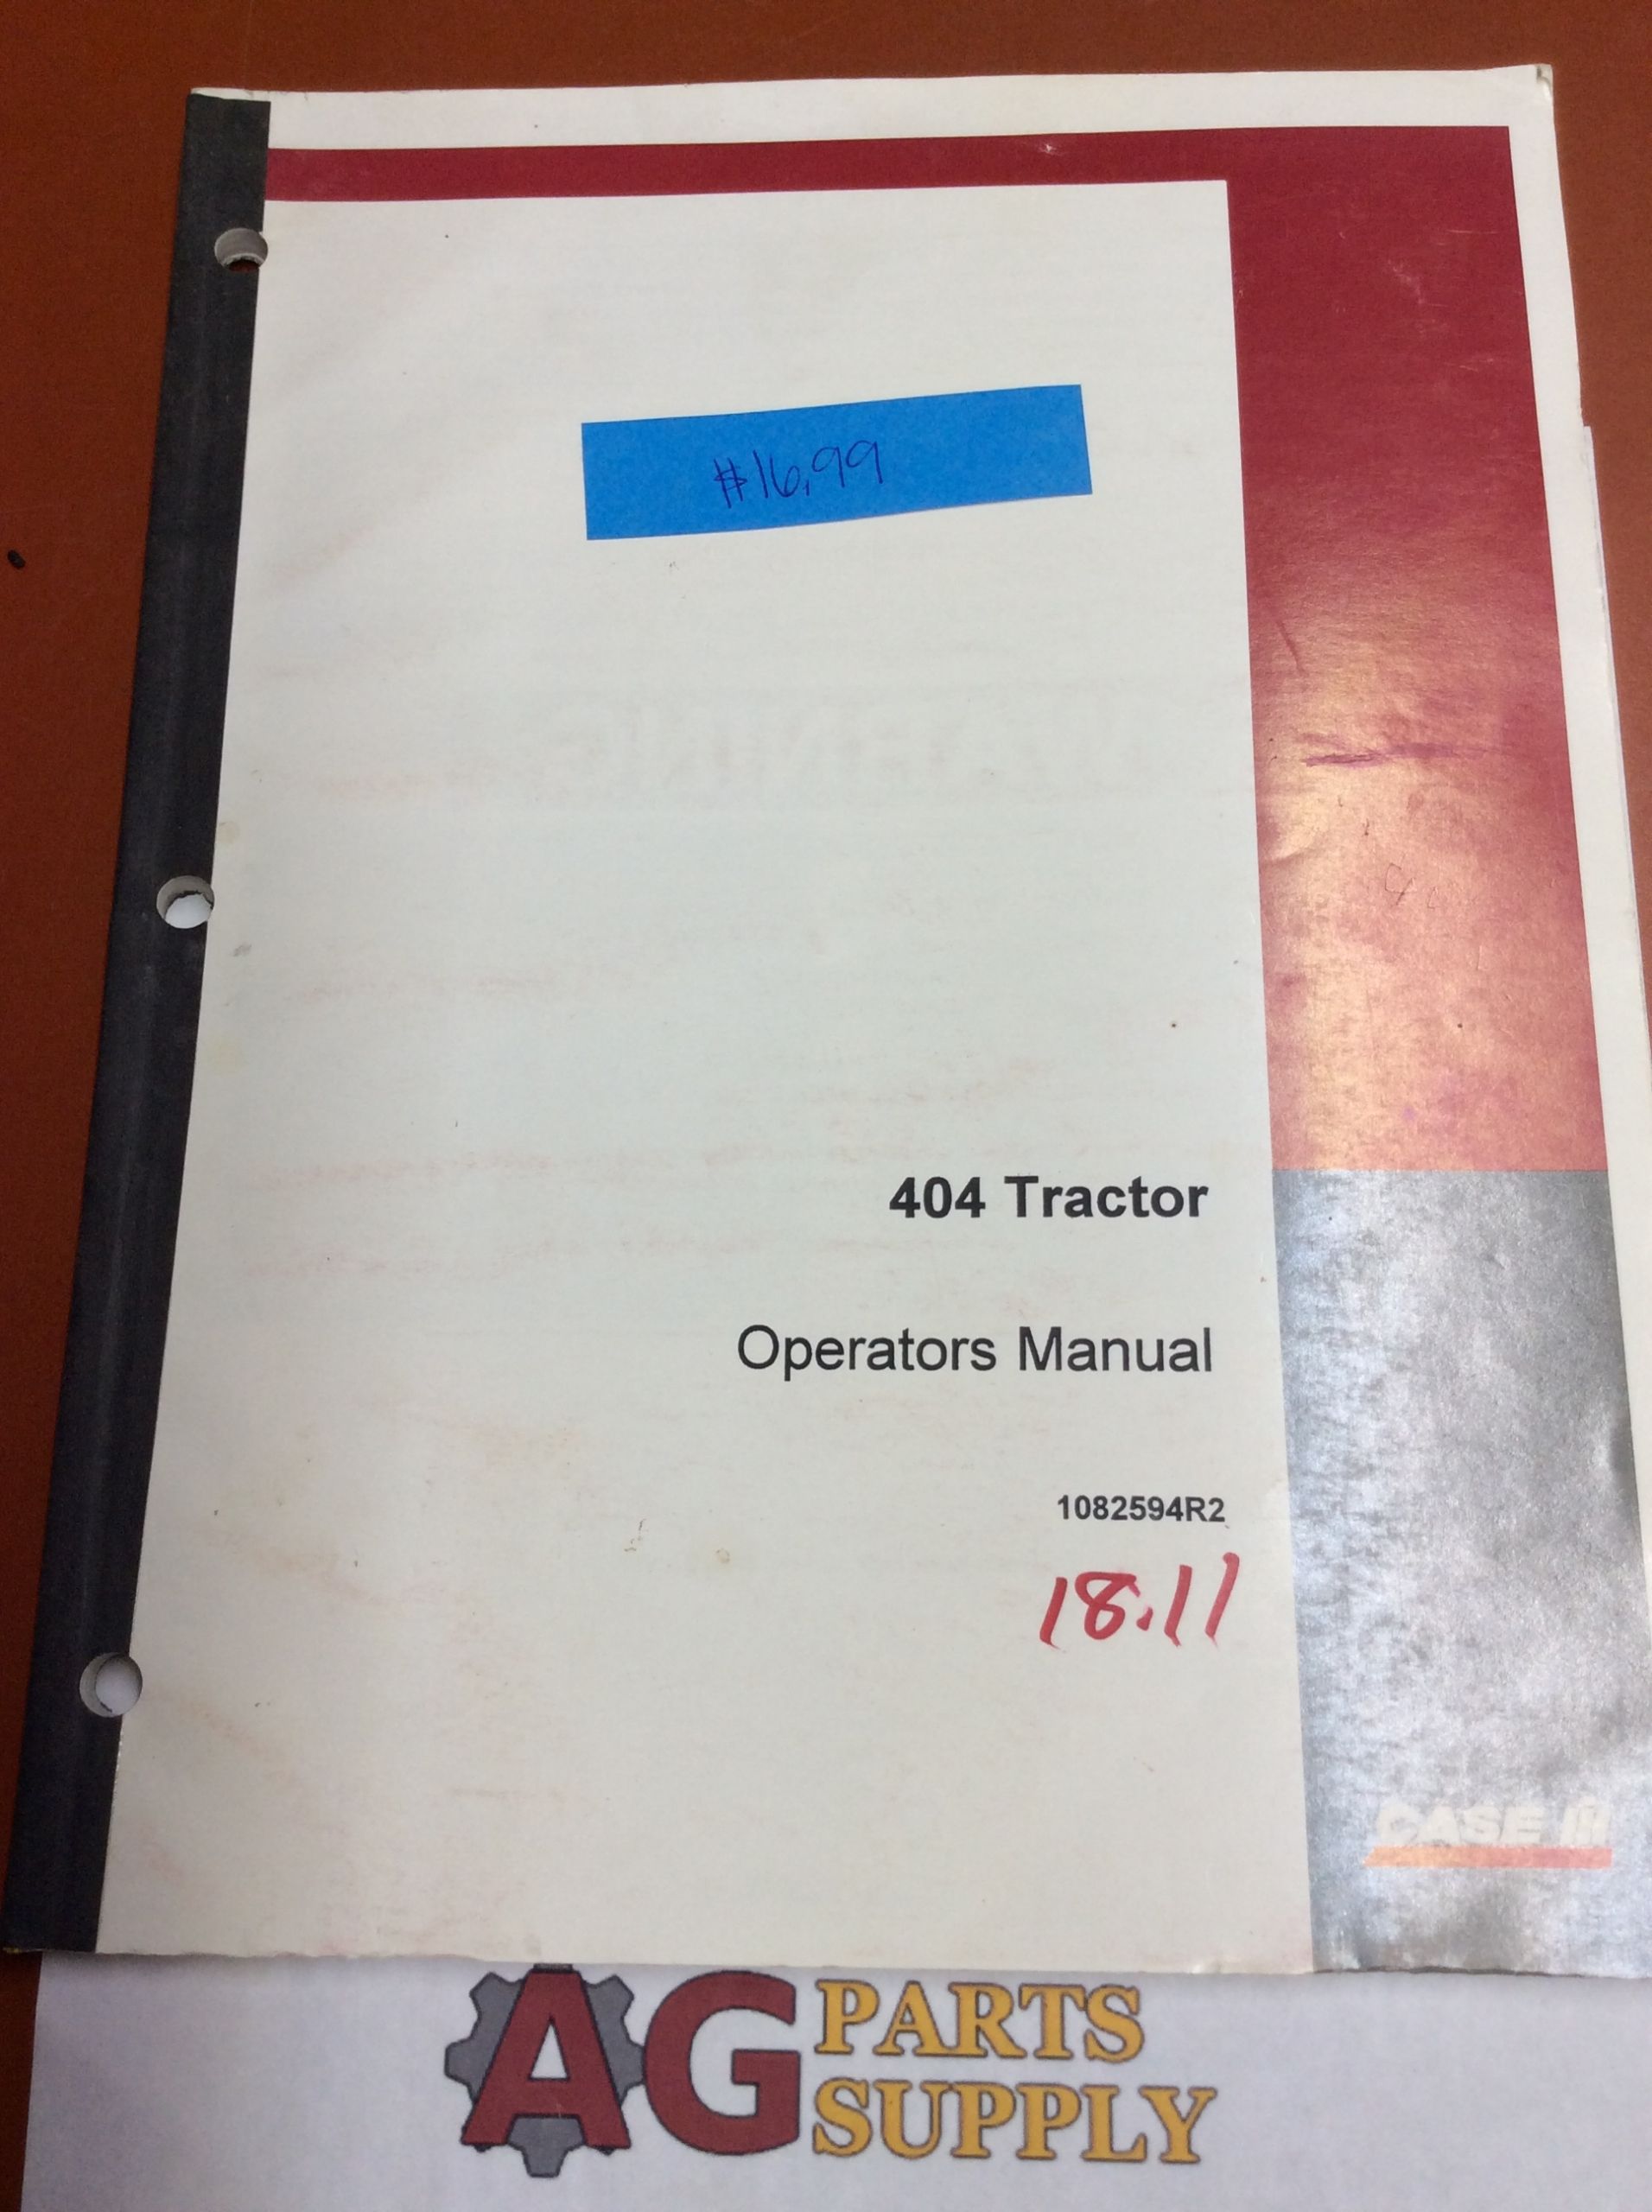 $16.99
404 Tractor
Operators Manual
1082594R2
18.11
CASE IH
AG PARTS
SUPPLY